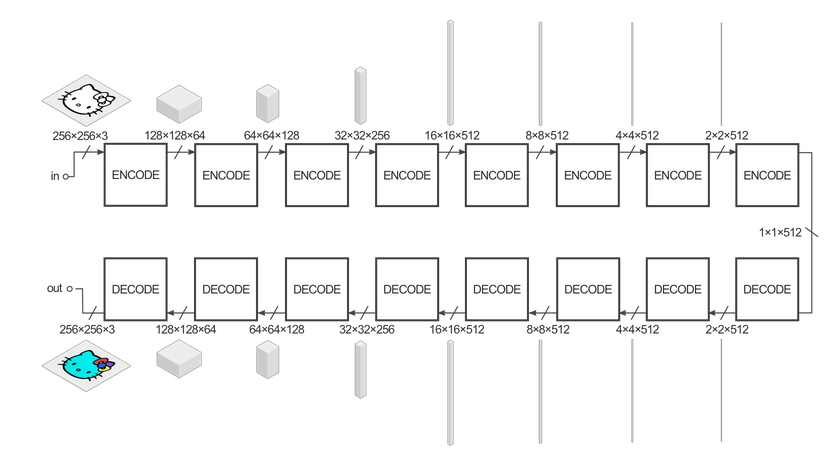 256×256×3 128×128×64 64×64×128 32×32×256 16×16×512 8×8×512 4×4×512 2×2×512
in ENCODE ENCODE ENCODE ENCODE ENCODE ENCODE ENCODE ENCODE
1×1×512
out DECODE DECODE DECODE DECODE DECODE DECODE DECODE DECODE
256×256×3 128×128×64 64×64×128 32×32×256 16×16×512 8×8×512 4×4×512 2×2×512